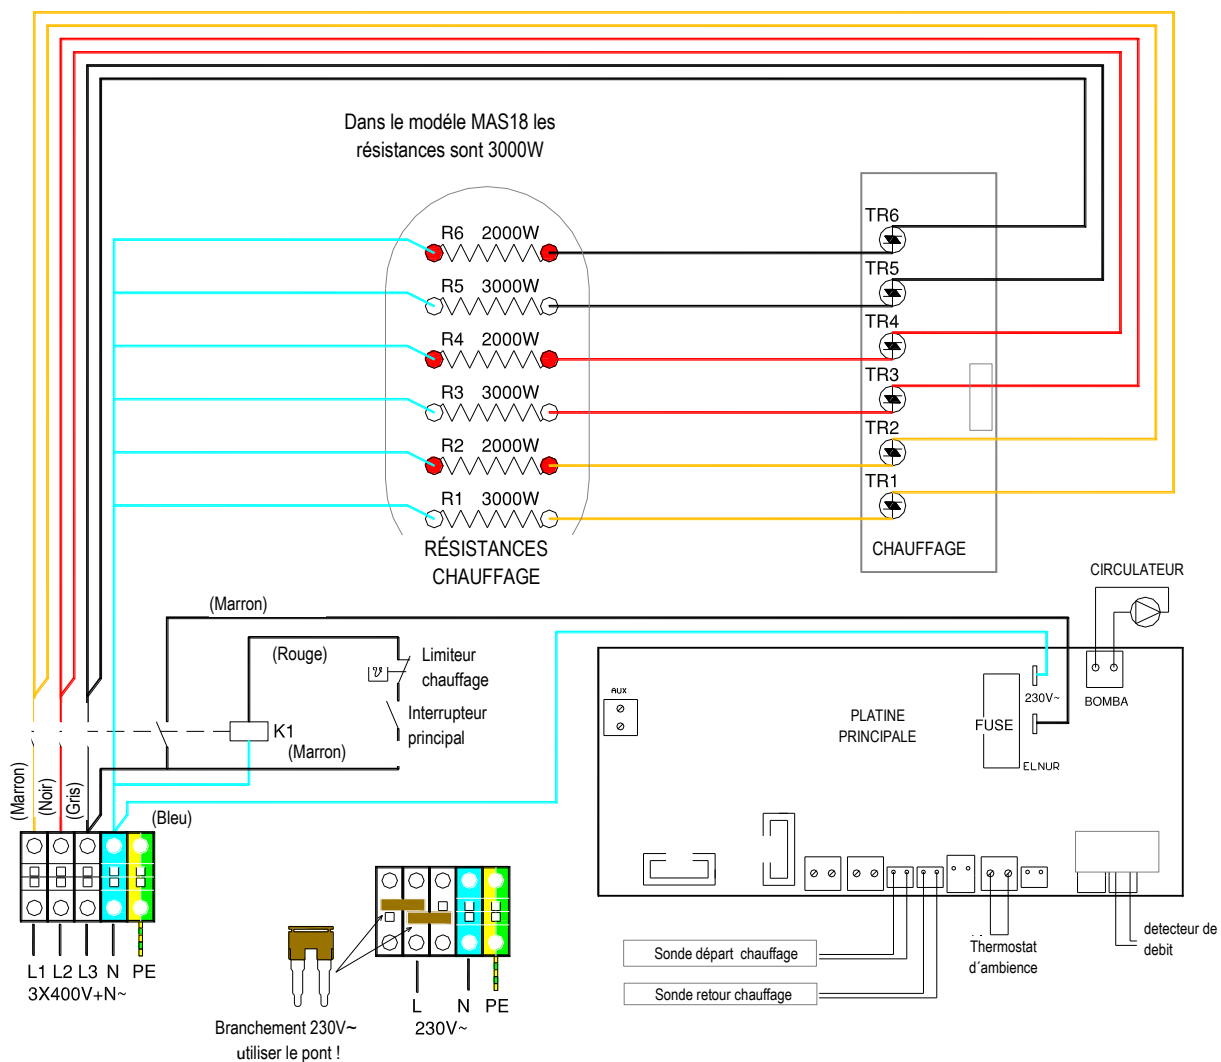 Dans le modéle MAS18 les
résistances sont 3000W
R6 2000W
R5 3000W
R4 2000W
R3 3000W
R2 2000W
R1 3000W
RÉSISTANCES
CHAUFFAGE
TR6
TR5
TR4
TR3
TR2
TR1
CHAUFFAGE
CIRCULATEUR
(Marron)
(Rouge)
Limiteur
chauffage
Interrupteur
principal
K1
(Marron)
(Marron)
(Noir)
(Gris)
(Bleu)
AUX
PLATINE
PRINCIPALE
FUSE
230V~
BOMBA
ELNUR
L1 L2 L3 N PE
3X400V+N~
L N PE
230V~
Branchement 230V~
utiliser le pont !
Sonde départ chauffage
Sonde retour chauffage
Thermostat
d´ambience
detecteur de
debit